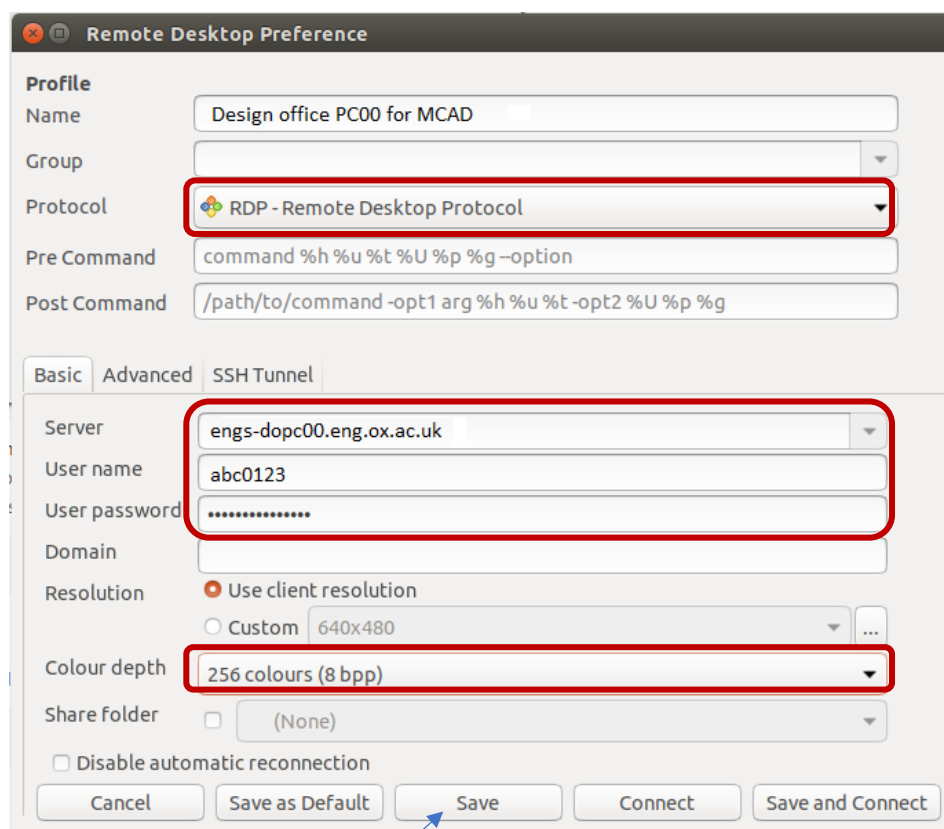 Remote Desktop Preference
Profile
Name Design office PC00 for MCAD
Group
Protocol RDP - Remote Desktop Protocol
Pre Command command %h %u %t %U %p %g --option
Post Command /path/to/command -opt1 arg %h %u %t -opt2 %U %p %g
Basic Advanced SSH Tunnel
Server engs-dopc00.eng.ox.ac.uk
User name abc0123
User password •••••••••••••••
Domain
Resolution Use client resolution
Custom 640x480 ...
Colour depth 256 colours (8 bpp)
Share folder (None)
Disable automatic reconnection
Cancel Save as Default Save Connect Save and Connect